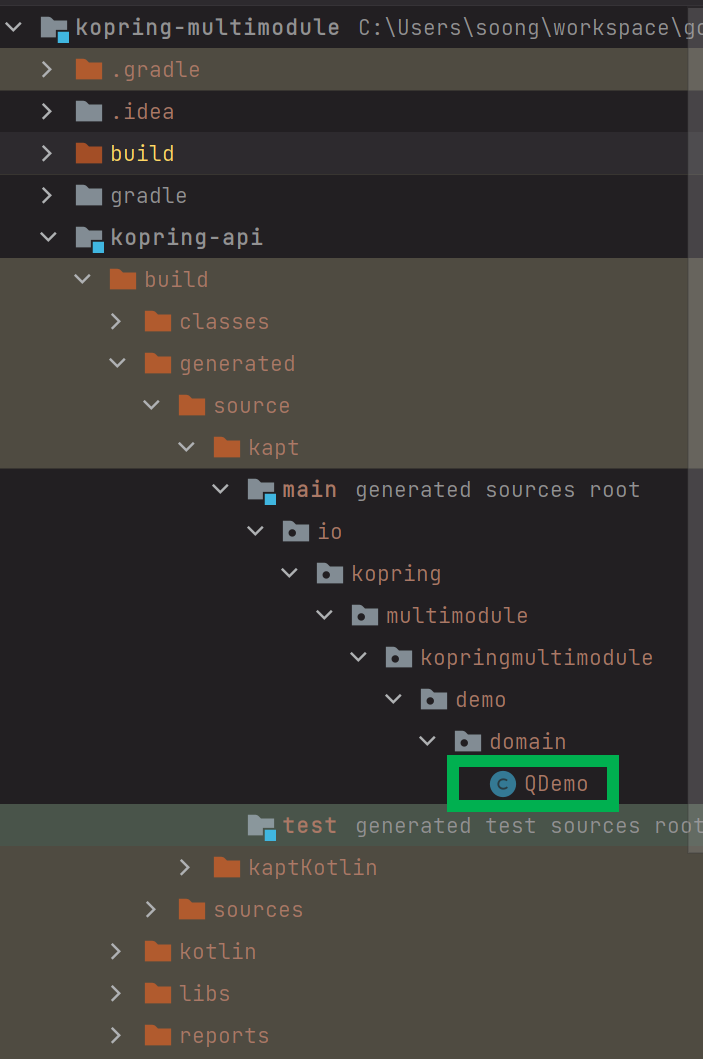 kopring-multimodule C:\Users\soong\workspace\go
.gradle
.idea
build
gradle
kopring-api
build
classes
generated
source
kapt
main generated sources root
io
kopring
multimodule
kopringmultimodule
demo
domain
C QDemo
test generated test sources root
kaptKotlin
sources
kotlin
libs
reports